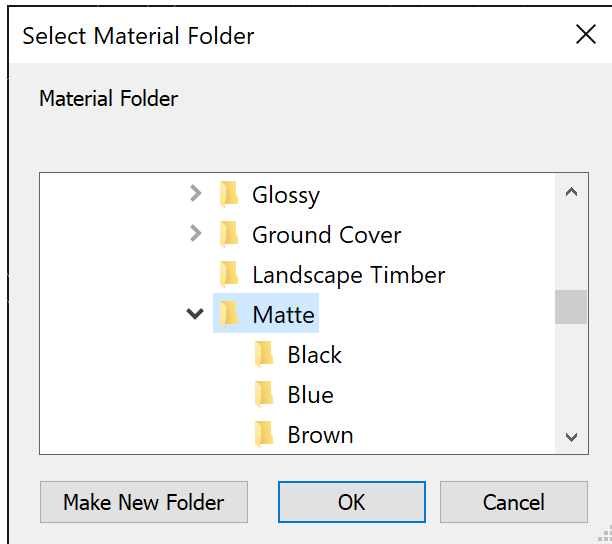 Select Material Folder
Material Folder
Glossy
Ground Cover
Landscape Timber
Matte
Black
Blue
Brown
Make New Folder OK Cancel